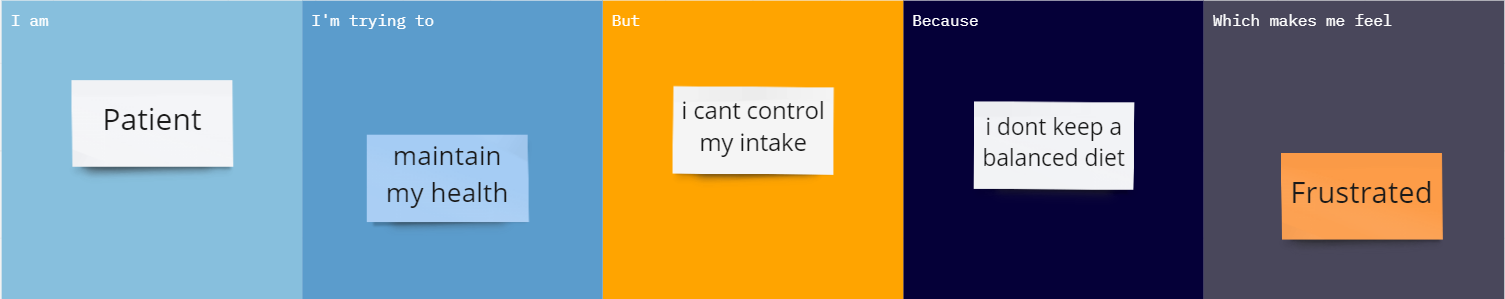 I am
I'm trying to
But
Because
Which makes me feel
Patient
maintain
my health
i cant control
my intake
i dont keep a
balanced diet
Frustrated